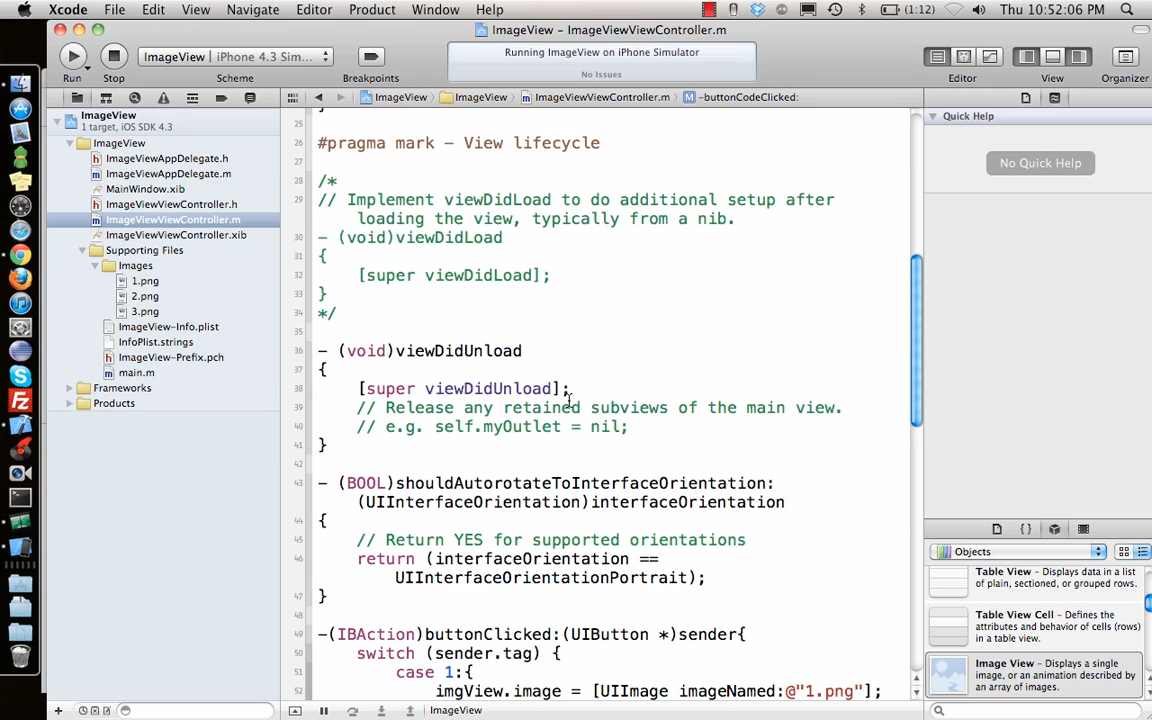 Xcode File Edit View Navigate Editor Product Window Help (1:12) Thu 10:52:06 PM
ImageView – ImageViewViewController.m
Running ImageView on iPhone Simulator
No Issues
ImageView | iPhone 4.3 Sim...
Run Stop Scheme Breakpoints Editor View Organizer
ImageView ImageView ImageViewViewController.m M -buttonCodeClicked:
Quick Help
No Quick Help
ImageView
1 target, iOS SDK 4.3
ImageView
h ImageViewAppDelegate.h
m ImageViewAppDelegate.m
MainWindow.xib
h ImageViewViewController.h
m ImageViewViewController.m
ImageViewViewController.xib
Supporting Files
Images
1.png
2.png
3.png
ImageView-Info.plist
InfoPlist.strings
h ImageView-Prefix.pch
m main.m
Frameworks
Products
25
26 #pragma mark - View lifecycle
27
28 /*
29 // Implement viewDidLoad to do additional setup after
loading the view, typically from a nib.
30 - (void)viewDidLoad
31 {
32 [super viewDidLoad];
33 }
34 */
35
36 - (void)viewDidUnload
37 {
38 [super viewDidUnload];
39 // Release any retained subviews of the main view.
40 // e.g. self.myOutlet = nil;
41 }
42
43 - (BOOL)shouldAutorotateToInterfaceOrientation:
(UIInterfaceOrientation)interfaceOrientation
44 {
45 // Return YES for supported orientations
46 return (interfaceOrientation ==
UIInterfaceOrientationPortrait);
47 }
48
49 -(IBAction)buttonClicked:(UIButton *)sender{
50 switch (sender.tag) {
51 case 1:{
52 imgView.image = [UIImage imageNamed:@"1.png"];
ImageView
{}
Objects
Table View – Displays data in a list
of plain, sectioned, or grouped rows.
Table View Cell – Defines the
attributes and behavior of cells (rows)
in a table view.
Image View – Displays a single
image, or an animation described by
an array of images.